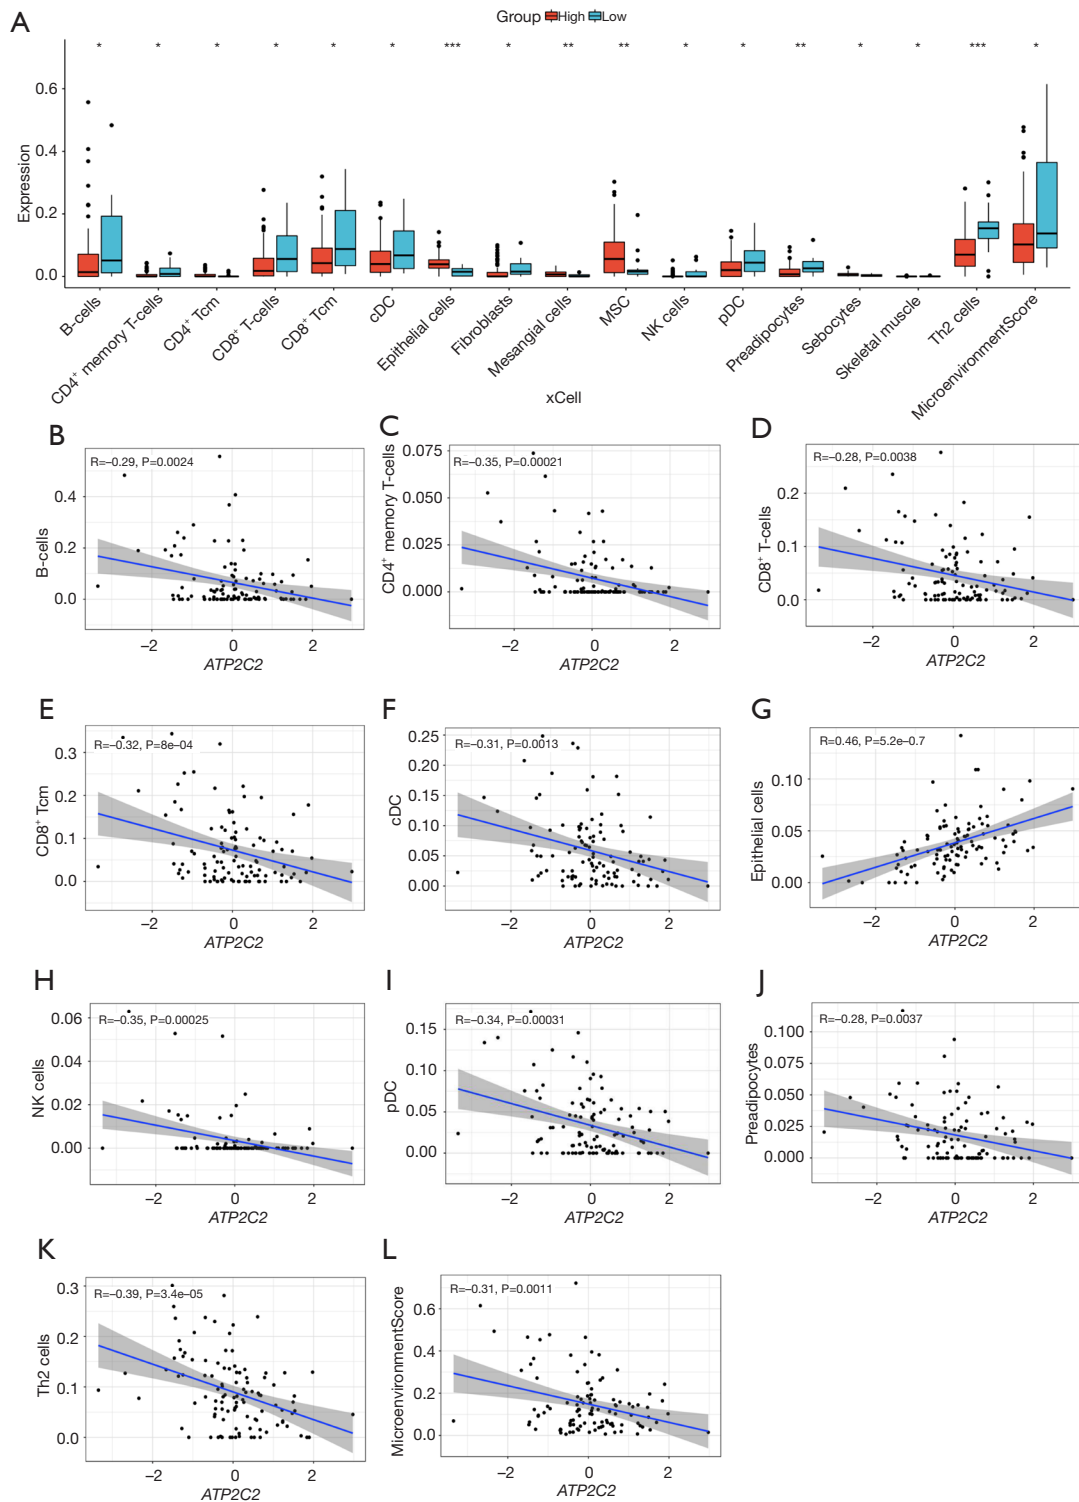 A
Group High Low
* * * * * * *** * ** ** * * ** * * *** *
Expression
0.6
0.4
0.2
0.0
B-cells
CD4+ memory T-cells
CD4+ Tcm
CD8+ T-cells
CD8+ Tcm
cDC
Epithelial cells
Fibroblasts
Mesangial cells
MSC
NK cells
pDC
Preadipocytes
Sebocytes
Skeletal muscle
Th2 cells
MicroenvironmentScore
xCell
B
R=−0.29, P=0.0024
B-cells
0.4
0.2
0.0
−2 0 2
ATP2C2
C
R=−0.35, P=0.00021
CD4+ memory T-cells
0.075
0.050
0.025
0.000
−2 0 2
ATP2C2
D
R=−0.28, P=0.0038
CD8+ T-cells
0.2
0.1
0.0
−2 0 2
ATP2C2
E
R=−0.32, P=8e−04
CD8+ Tcm
0.3
0.2
0.1
0.0
−2 0 2
ATP2C2
F
R=−0.31, P=0.0013
cDC
0.25
0.20
0.15
0.10
0.05
0.00
−2 0 2
ATP2C2
G
R=0.46, P=5.2e−0.7
Epithelial cells
0.10
0.05
0.00
−2 0 2
ATP2C2
H
R=−0.35, P=0.00025
NK cells
0.06
0.04
0.02
0.00
−2 0 2
ATP2C2
I
R=−0.34, P=0.00031
pDC
0.15
0.10
0.05
0.00
−2 0 2
ATP2C2
J
R=−0.28, P=0.0037
Preadipocytes
0.100
0.075
0.050
0.025
0.000
−2 0 2
ATP2C2
K
R=−0.39, P=3.4e−05
Th2 cells
0.3
0.2
0.1
0.0
−2 0 2
ATP2C2
L
R=−0.31, P=0.0011
MicroenvironmentScore
0.6
0.4
0.2
0.0
−2 0 2
ATP2C2